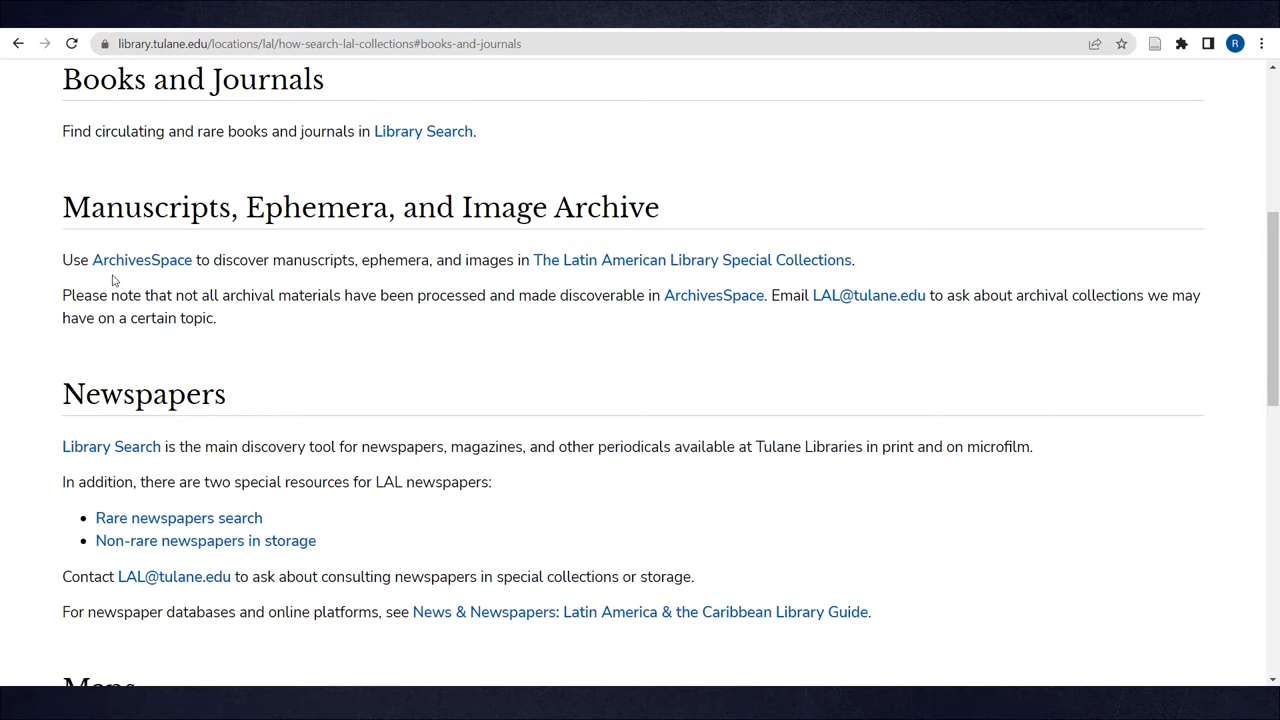 library.tulane.edu/locations/lal/how-search-lal-collections#books-and-journals
R
Books and Journals
Find circulating and rare books and journals in Library Search.
Manuscripts, Ephemera, and Image Archive
Use ArchivesSpace to discover manuscripts, ephemera, and images in The Latin American Library Special Collections.
Please note that not all archival materials have been processed and made discoverable in ArchivesSpace. Email LAL@tulane.edu to ask about archival collections we may
have on a certain topic.
Newspapers
Library Search is the main discovery tool for newspapers, magazines, and other periodicals available at Tulane Libraries in print and on microfilm.
In addition, there are two special resources for LAL newspapers:
• Rare newspapers search
• Non-rare newspapers in storage
Contact LAL@tulane.edu to ask about consulting newspapers in special collections or storage.
For newspaper databases and online platforms, see News & Newspapers: Latin America & the Caribbean Library Guide.
Maps